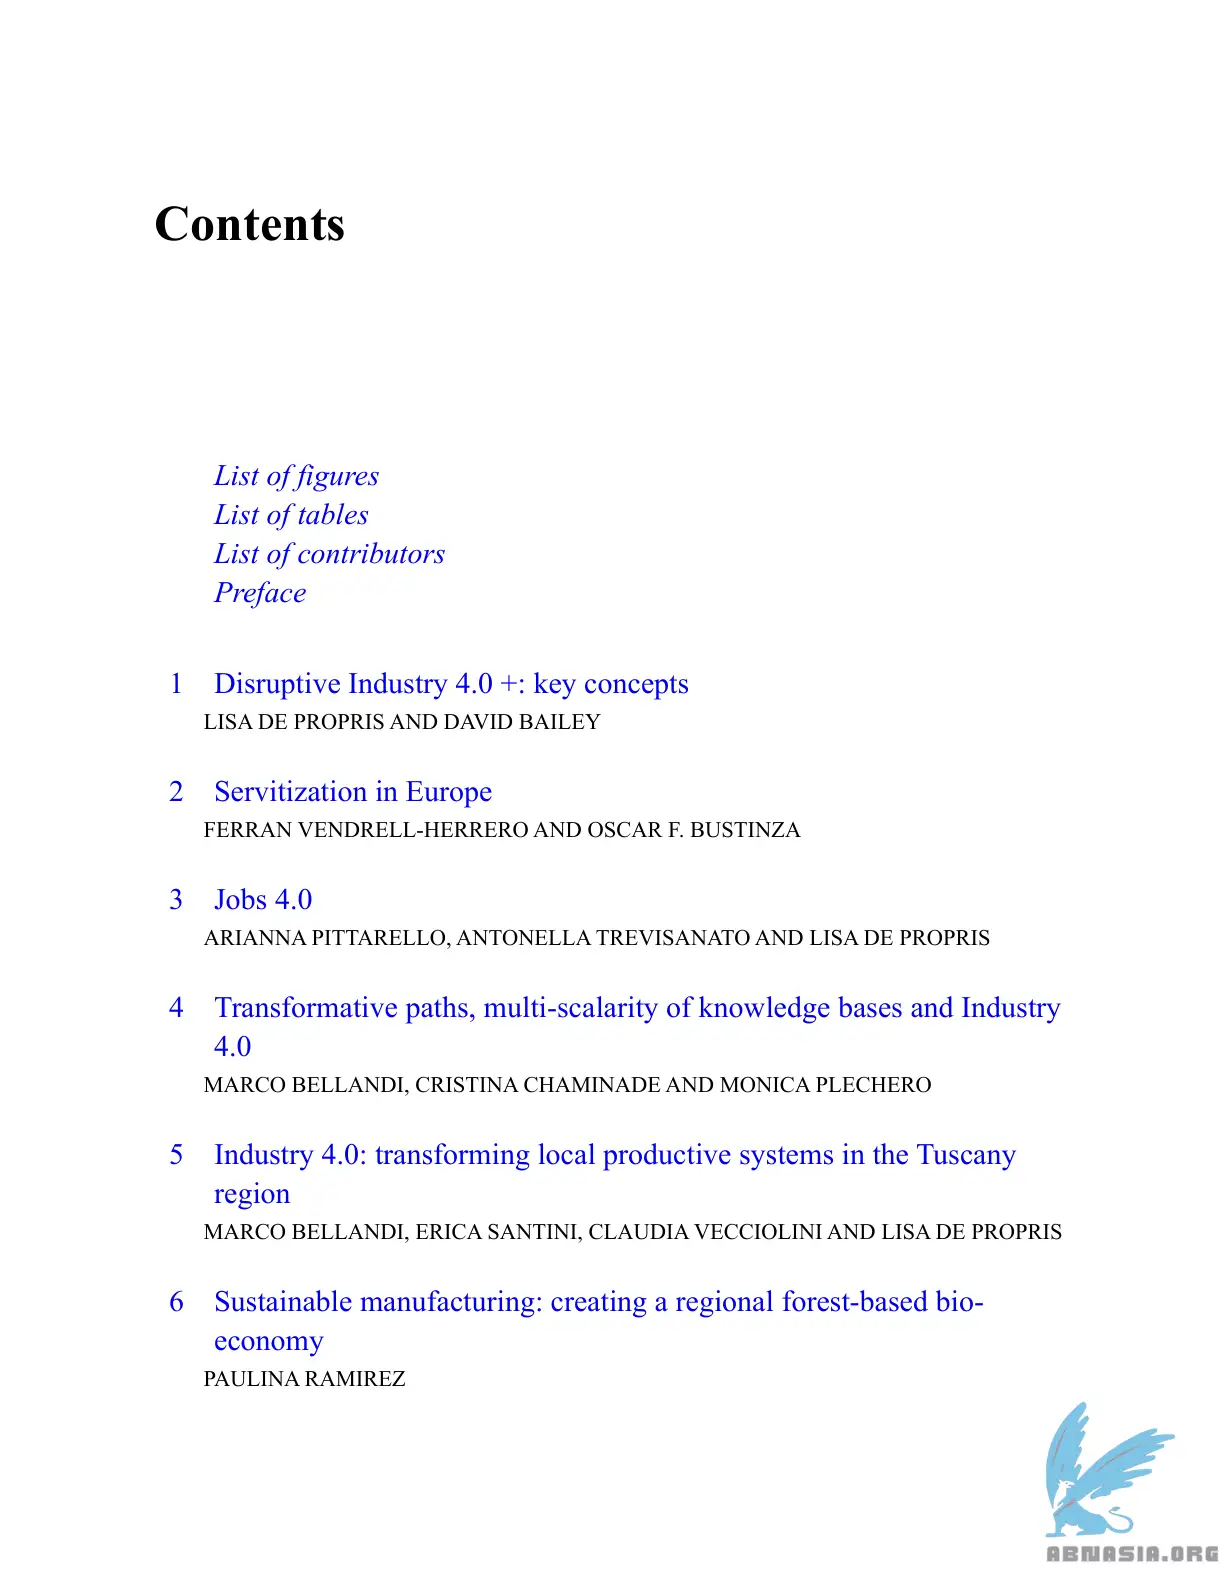 Contents
List of figures
List of tables
List of contributors
Preface
1 Disruptive Industry 4.0 +: key concepts
LISA DE PROPRIS AND DAVID BAILEY
2 Servitization in Europe
FERRAN VENDRELL-HERRERO AND OSCAR F. BUSTINZA
3 Jobs 4.0
ARIANNA PITTARELLO, ANTONELLA TREVISANATO AND LISA DE PROPRIS
4 Transformative paths, multi-scalarity of knowledge bases and Industry
4.0
MARCO BELLANDI, CRISTINA CHAMINADE AND MONICA PLECHERO
5 Industry 4.0: transforming local productive systems in the Tuscany
region
MARCO BELLANDI, ERICA SANTINI, CLAUDIA VECCIOLINI AND LISA DE PROPRIS
6 Sustainable manufacturing: creating a regional forest-based bio-
economy
PAULINA RAMIREZ
ABNASIA.ORG